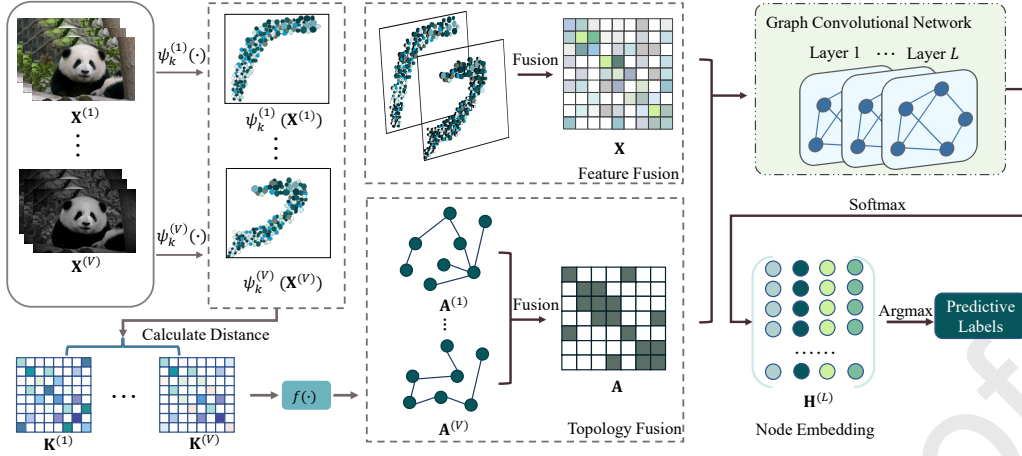 X^(1)
X^(V)
ψ_k^(1)(·)
ψ_k^(V)(·)
ψ_k^(1)(X^(1))
ψ_k^(V)(X^(V))
Calculate Distance
K^(1)
...
K^(V)
f(·)
Fusion
X
Feature Fusion
A^(1)
...
A^(V)
Fusion
A
Topology Fusion
Graph Convolutional Network
Layer 1 ··· Layer L
Softmax
......
H^(L)
Node Embedding
Argmax
Predictive
Labels
of